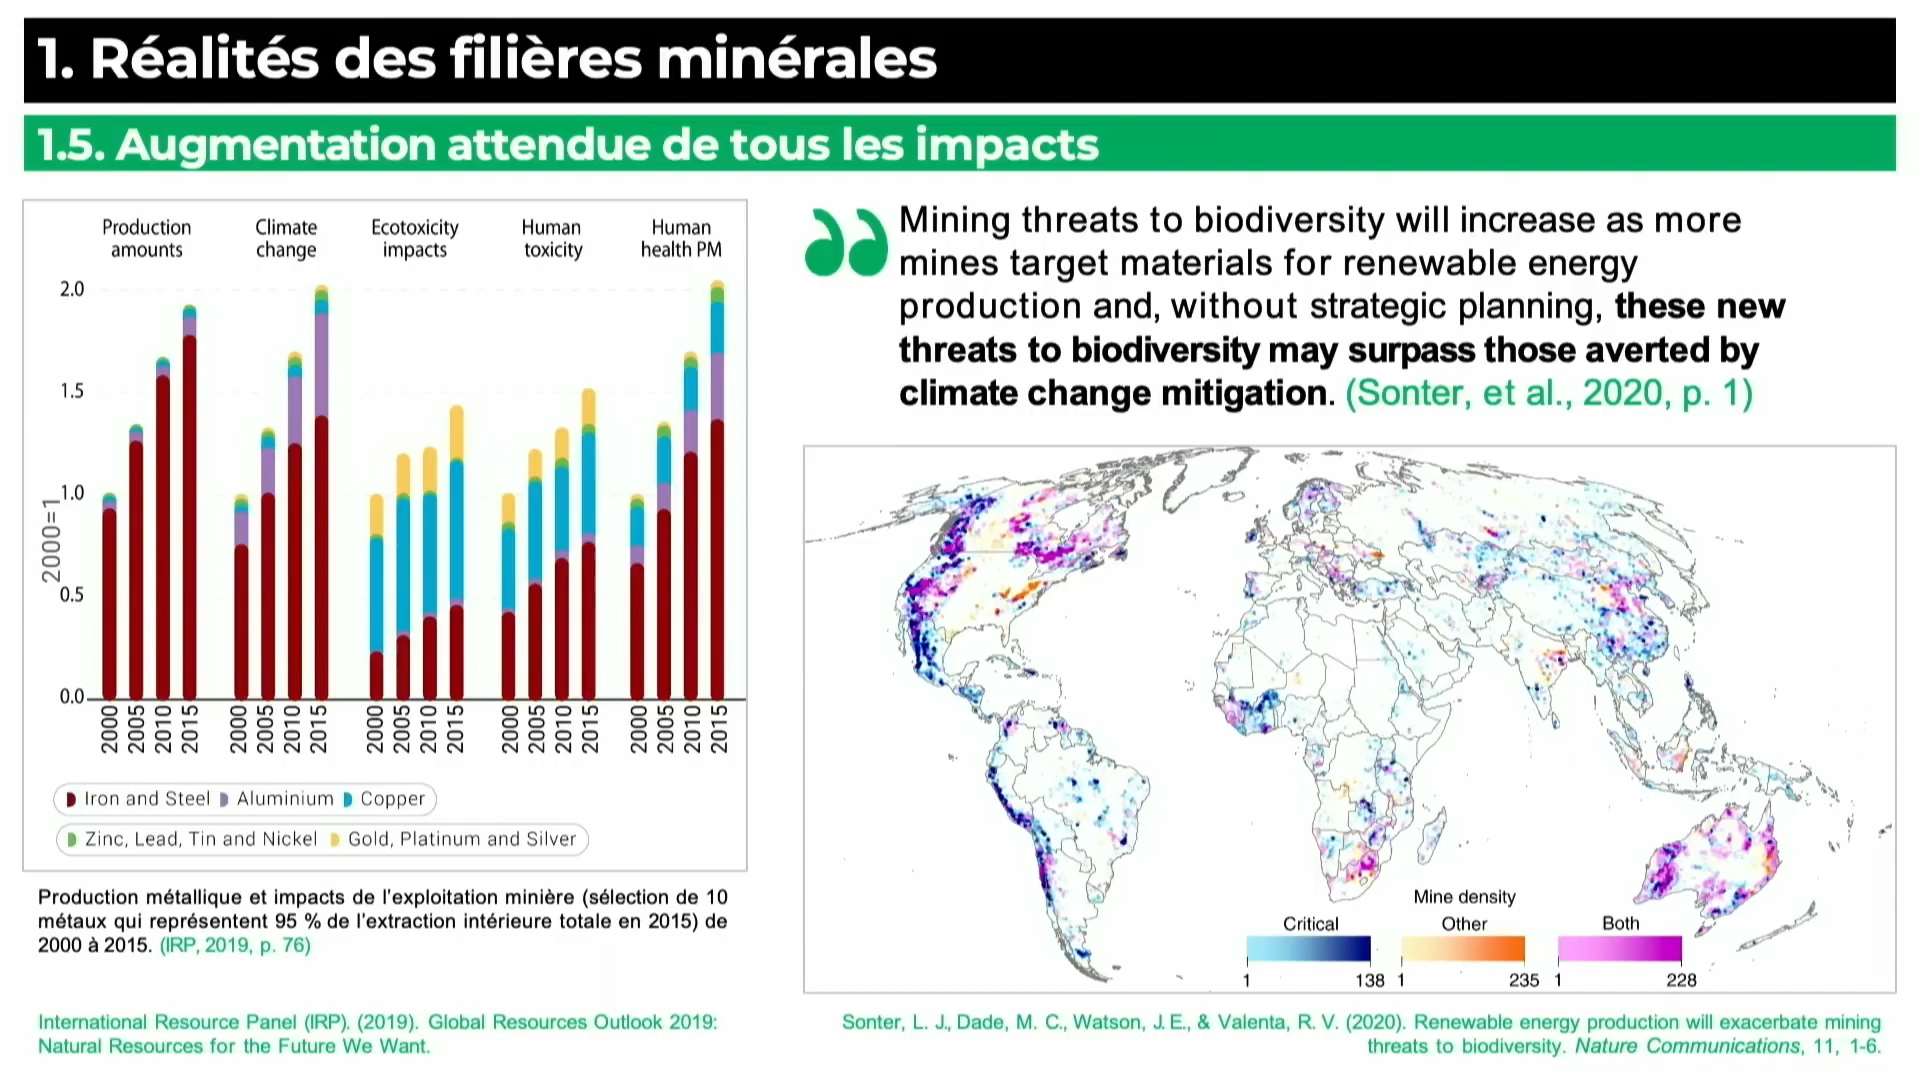 1. Réalités des filières minérales
1.5. Augmentation attendue de tous les impacts
Production amounts
Climate change
Ecotoxicity impacts
Human toxicity
Human health PM
2000=1
2.0
1.5
1.0
0.5
0.0
2000 2005 2010 2015
2000 2005 2010 2015
2000 2005 2010 2015
2000 2005 2010 2015
2000 2005 2010 2015
Iron and Steel Aluminium Copper
Zinc, Lead, Tin and Nickel Gold, Platinum and Silver
Production métallique et impacts de l'exploitation minière (sélection de 10
métaux qui représentent 95 % de l'extraction intérieure totale en 2015) de
2000 à 2015. (IRP, 2019, p. 76)
International Resource Panel (IRP). (2019). Global Resources Outlook 2019:
Natural Resources for the Future We Want.
Mining threats to biodiversity will increase as more
mines target materials for renewable energy
production and, without strategic planning, these new
threats to biodiversity may surpass those averted by
climate change mitigation. (Sonter, et al., 2020, p. 1)
Mine density
Critical
Other
Both
1 138
1 235
1 228
Sonter, L. J., Dade, M. C., Watson, J. E., & Valenta, R. V. (2020). Renewable energy production will exacerbate mining
threats to biodiversity. Nature Communications, 11, 1-6.